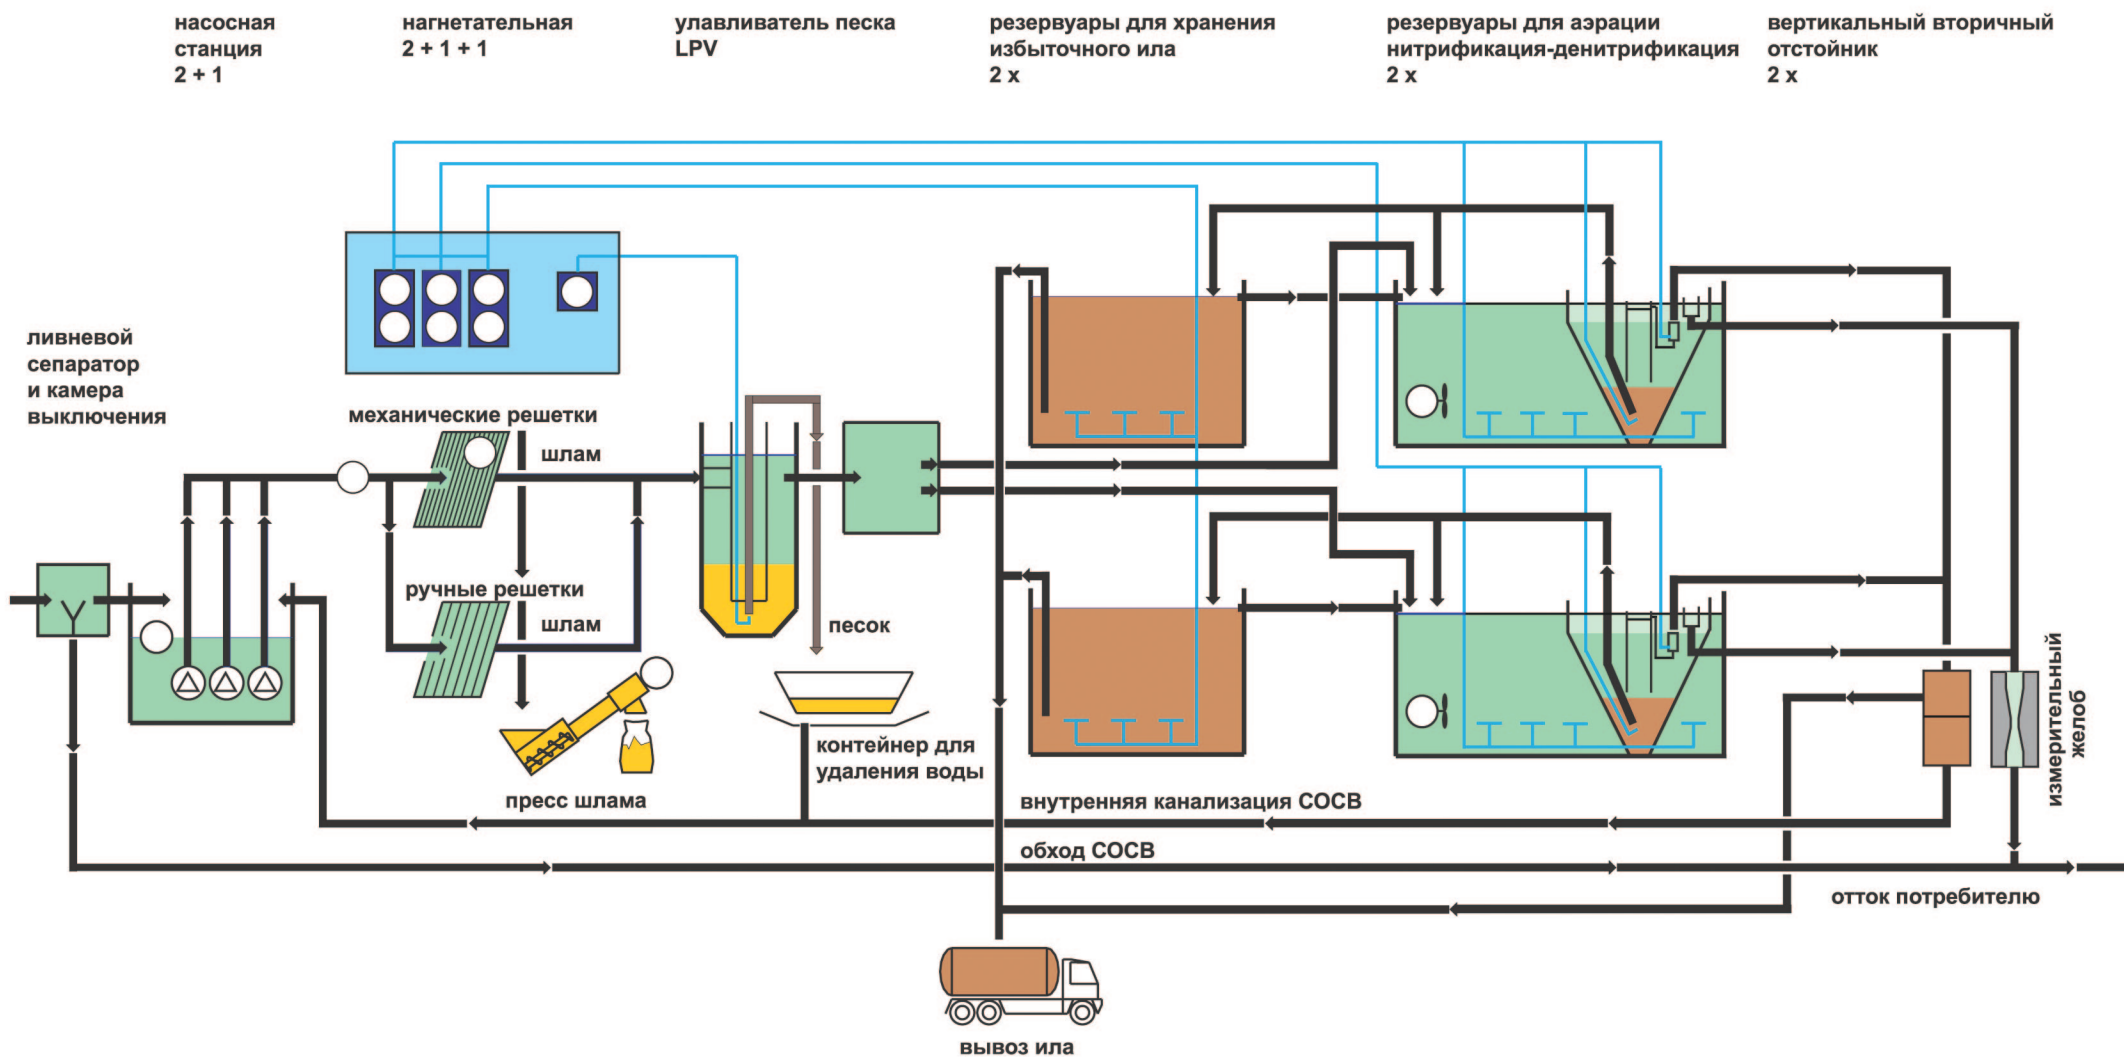 насосная
станция
2 + 1
нагнетательная
2 + 1 + 1
улавливатель песка
LPV
резервуары для хранения
избыточного ила
2 x
резервуары для аэрации
нитрификация-денитрификация
2 x
вертикальный вторичный
отстойник
2 x
ливневой
сепаратор
и камера
выключения
механические решетки
шлам
ручные решетки
шлам
песок
контейнер для
удаления воды
пресс шлама
измерительный
желоб
внутренняя канализация СОСВ
обход СОСВ
отток потребителю
вывоз ила